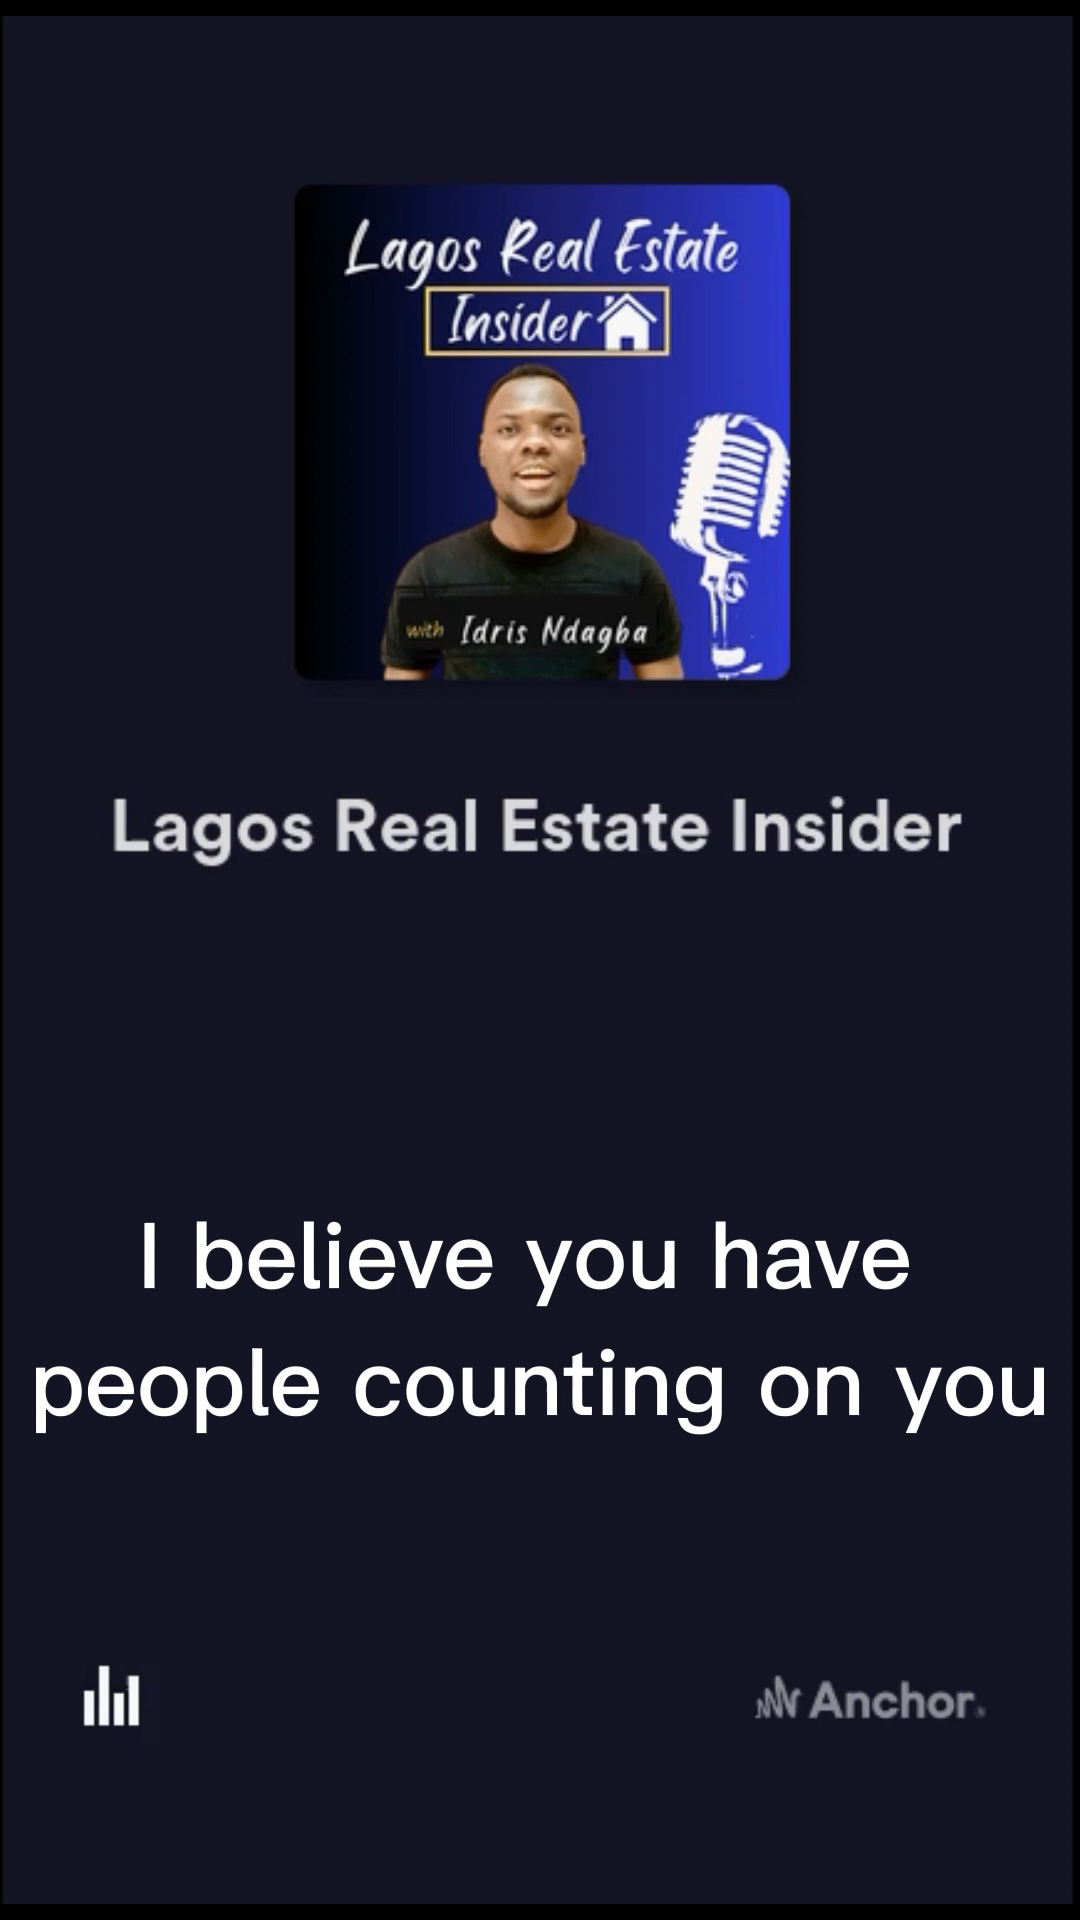 Lagos Real Estate
Insider
with Idris Ndagba
Lagos Real Estate Insider
I believe you have
people counting on you
Anchor